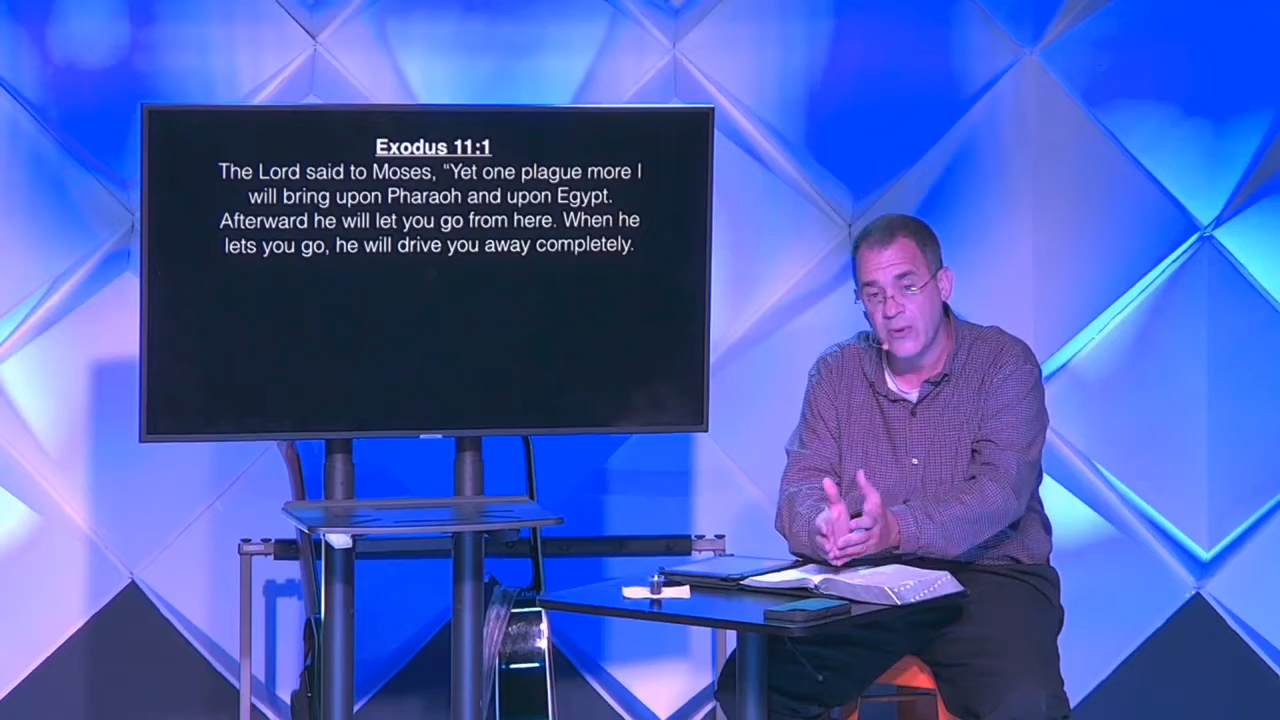 Exodus 11:1
The Lord said to Moses, “Yet one plague more I
will bring upon Pharaoh and upon Egypt.
Afterward he will let you go from here. When he
lets you go, he will drive you away completely.